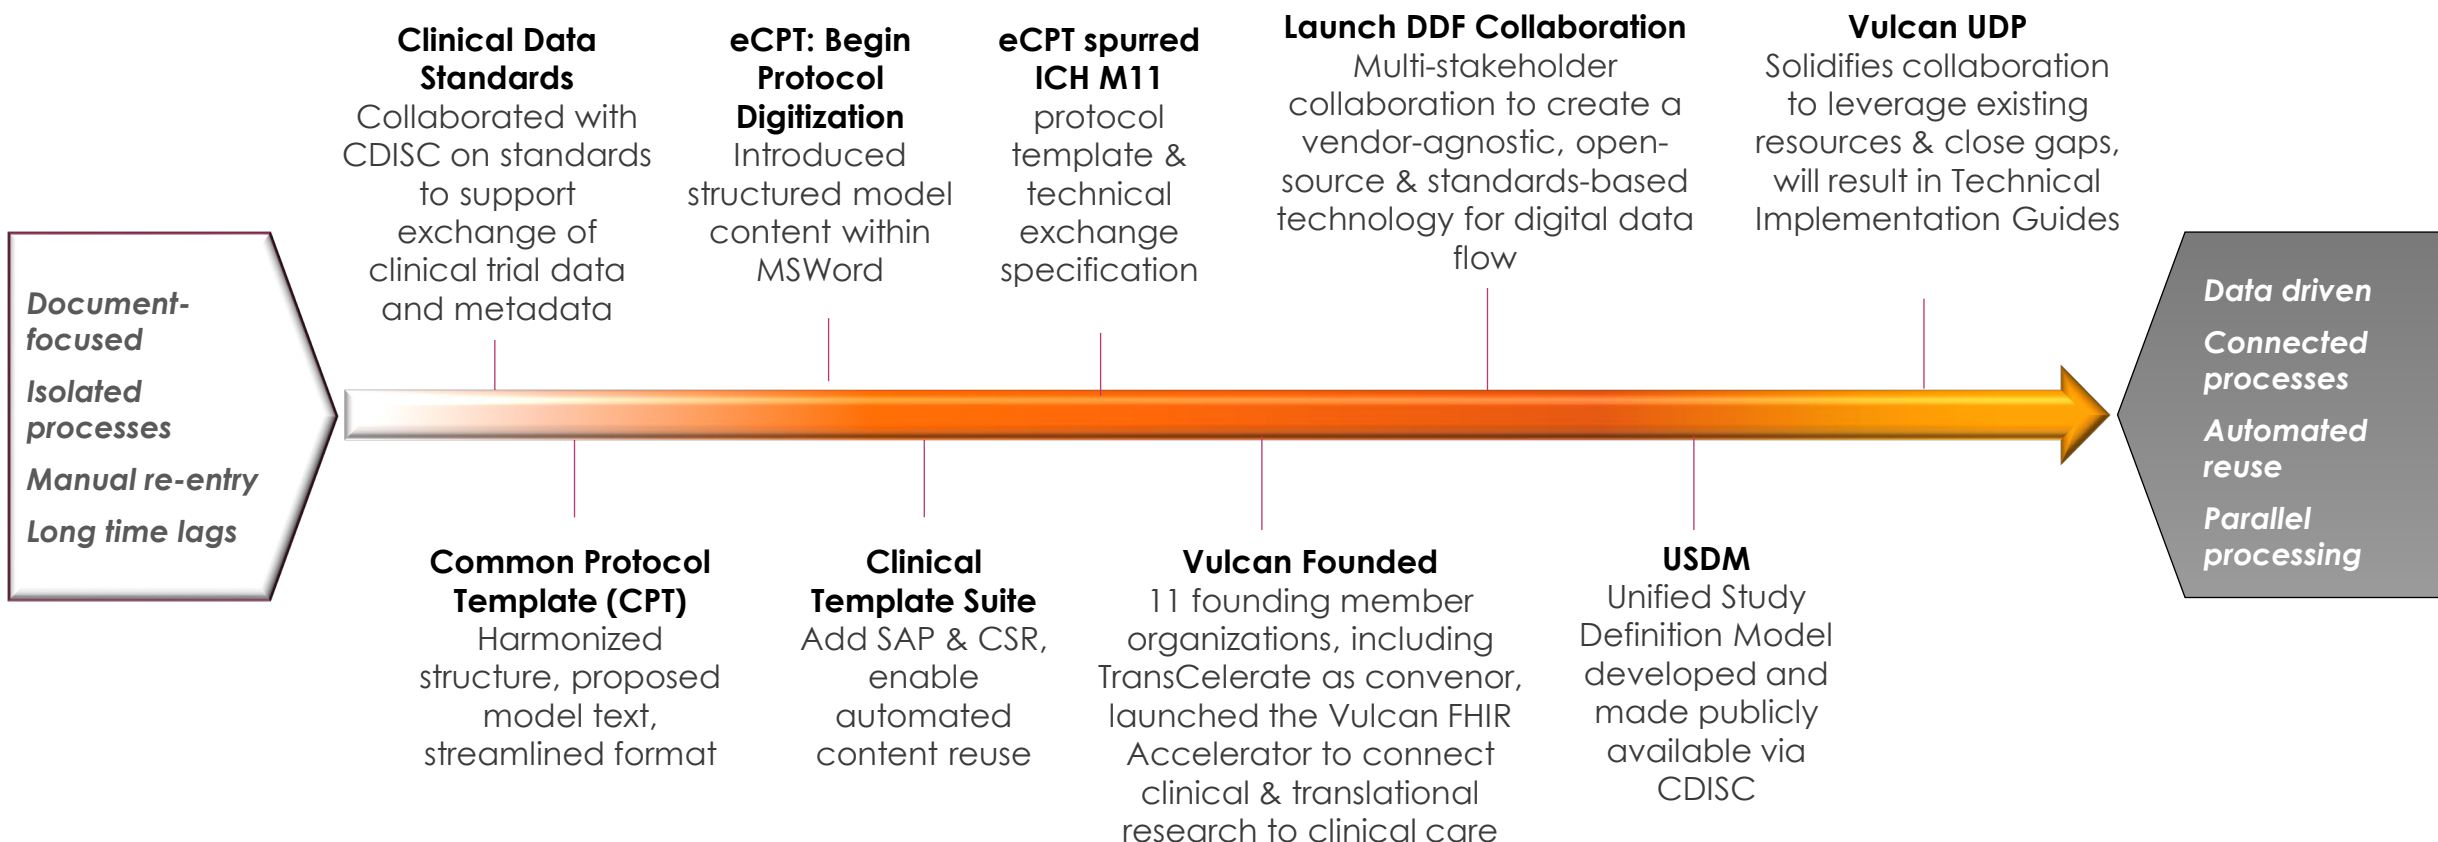 Document-
focused
Isolated
processes
Manual re-entry
Long time lags
Clinical Data
Standards
Collaborated with
CDISC on standards
to support
exchange of
clinical trial data
and metadata
eCPT: Begin
Protocol
Digitization
Introduced
structured model
content within
MSWord
eCPT spurred
ICH M11
protocol
template &
technical
exchange
specification
Launch DDF Collaboration
Multi-stakeholder
collaboration to create a
vendor-agnostic, open-
source & standards-based
technology for digital data
flow
Vulcan UDP
Solidifies collaboration
to leverage existing
resources & close gaps,
will result in Technical
Implementation Guides
Common Protocol
Template (CPT)
Harmonized
structure, proposed
model text,
streamlined format
Clinical
Template Suite
Add SAP & CSR,
enable
automated
content reuse
Vulcan Founded
11 founding member
organizations, including
TransCelerate as convenor,
launched the Vulcan FHIR
Accelerator to connect
clinical & translational
research to clinical care
USDM
Unified Study
Definition Model
developed and
made publicly
available via
CDISC
Data driven
Connected
processes
Automated
reuse
Parallel
processing